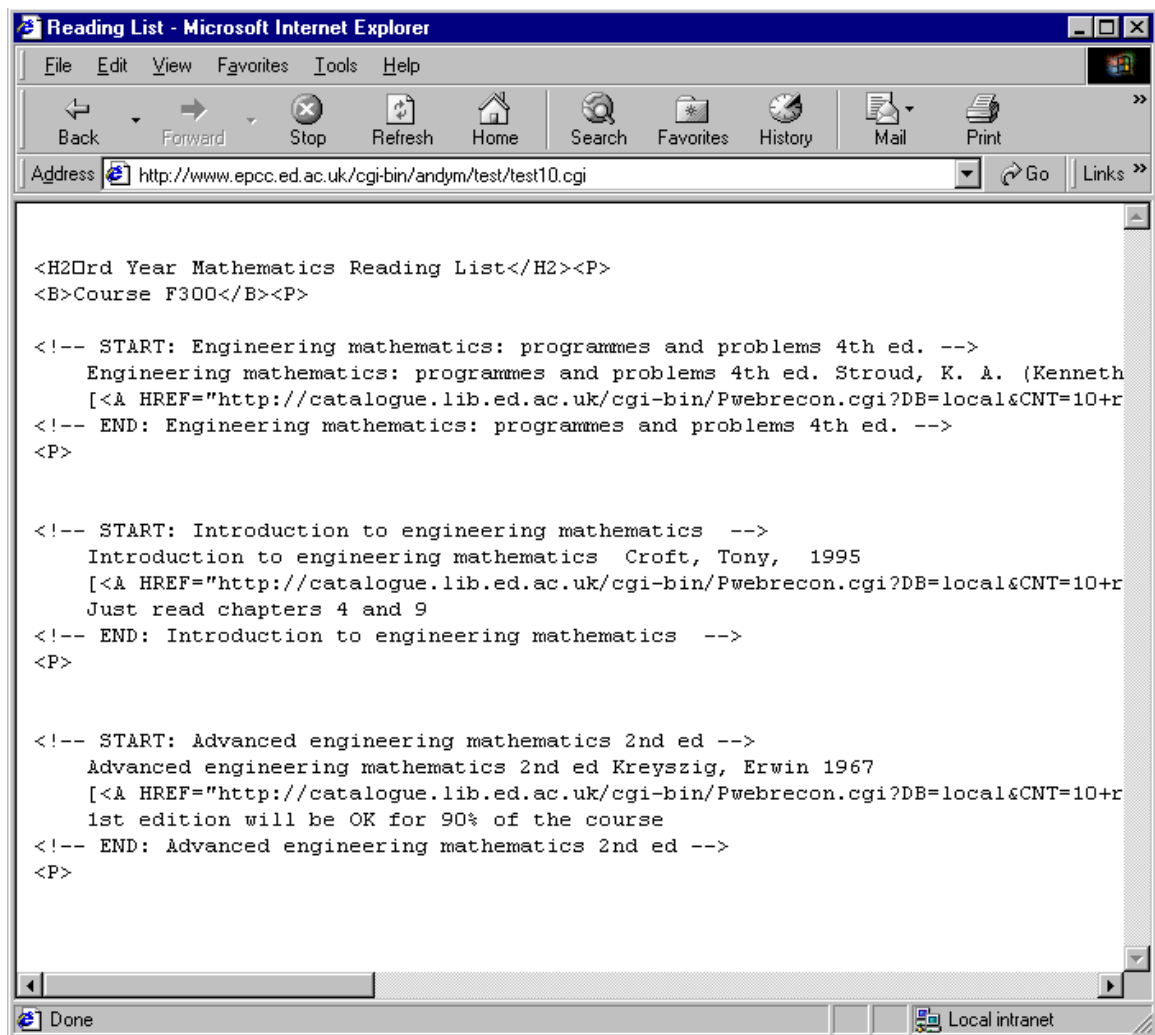 Reading List - Microsoft Internet Explorer
File Edit View Favorites Tools Help
Back Forward Stop Refresh Home Search Favorites History Mail Print »
Address http://www.epcc.ed.ac.uk/cgi-bin/andym/test/test10.cgi Go Links »
<H2□rd Year Mathematics Reading List</H2><P>
<B>Course F300</B><P>
<!-- START: Engineering mathematics: programmes and problems 4th ed. -->
Engineering mathematics: programmes and problems 4th ed. Stroud, K. A. (Kenneth
[<A HREF="http://catalogue.lib.ed.ac.uk/cgi-bin/Pwebrecon.cgi?DB=local&CNT=10+r
<!-- END: Engineering mathematics: programmes and problems 4th ed. -->
<P>
<!-- START: Introduction to engineering mathematics  -->
Introduction to engineering mathematics  Croft, Tony,  1995
[<A HREF="http://catalogue.lib.ed.ac.uk/cgi-bin/Pwebrecon.cgi?DB=local&CNT=10+r
Just read chapters 4 and 9
<!-- END: Introduction to engineering mathematics  -->
<P>
<!-- START: Advanced engineering mathematics 2nd ed -->
Advanced engineering mathematics 2nd ed Kreyszig, Erwin 1967
[<A HREF="http://catalogue.lib.ed.ac.uk/cgi-bin/Pwebrecon.cgi?DB=local&CNT=10+r
1st edition will be OK for 90% of the course
<!-- END: Advanced engineering mathematics 2nd ed -->
<P>
Done Local intranet